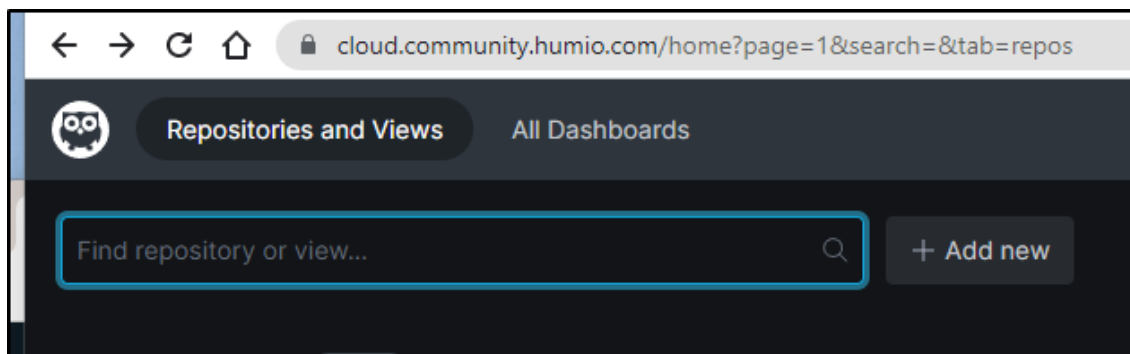 cloud.community.humio.com/home?page=1&search=&tab=repos
Repositories and Views All Dashboards
Find repository or view... + Add new